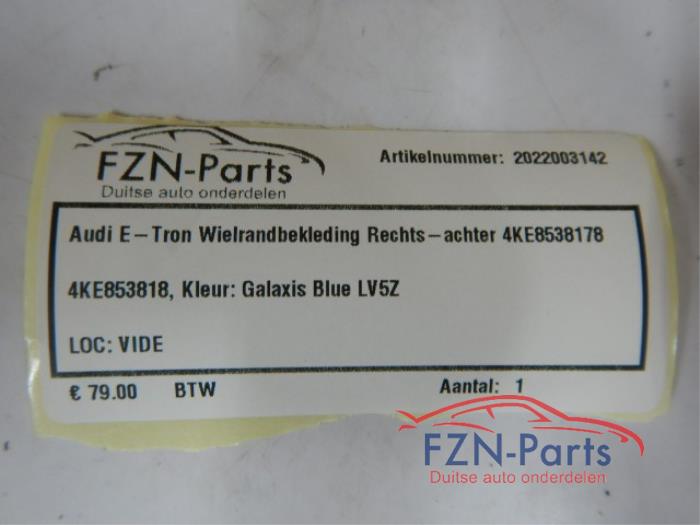 FZN-Parts
Duitse auto onderdelen
Artikelnummer: 2022003142
Audi E-Tron Wielrandbekleding Rechts-achter 4KE8538178
4KE853818, Kleur: Galaxis Blue LV5Z
LOC: VIDE
€ 79.00 BTW Aantal: 1
FZN-Parts
Duitse auto onderdelen